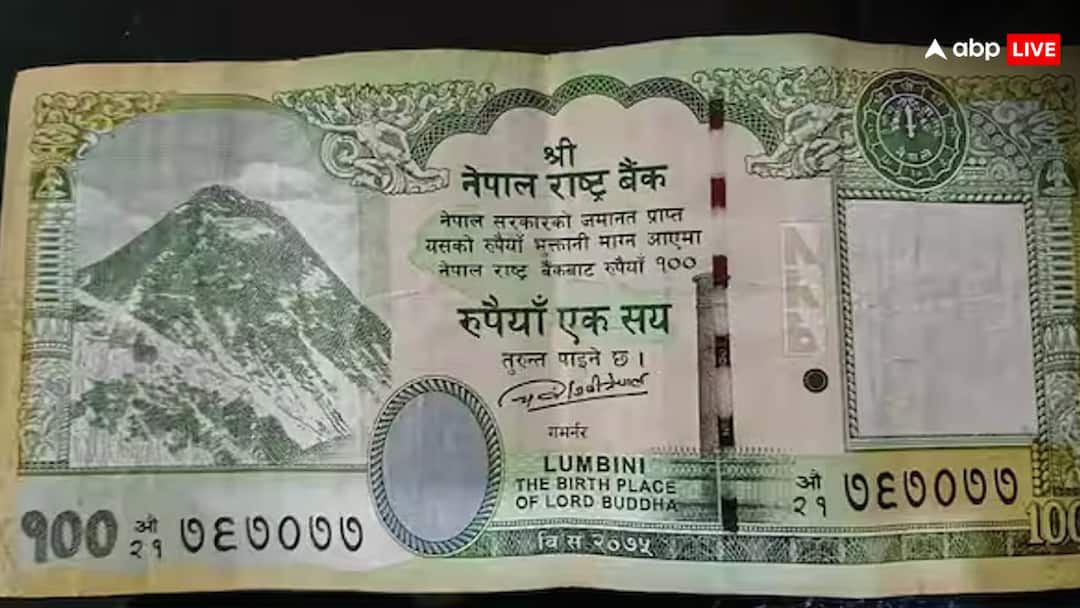 abp LIVE
श्री
नेपाल राष्ट्र बैंक
नेपाल सरकारको जमानत प्राप्त
यसको रुपैयाँ भुक्तानी माग्न आएमा
नेपाल राष्ट्र बैंकबाट रुपैयाँ १००
रुपैयाँ एक सय
तुरुन्त पाइने छ ।
गभर्नर
NRB
LUMBINI
THE BIRTH PLACE
OF LORD BUDDHA
औ २१ ७६७०७७
१०० औ २१ ७६७०७७
वि सं २०७५
100